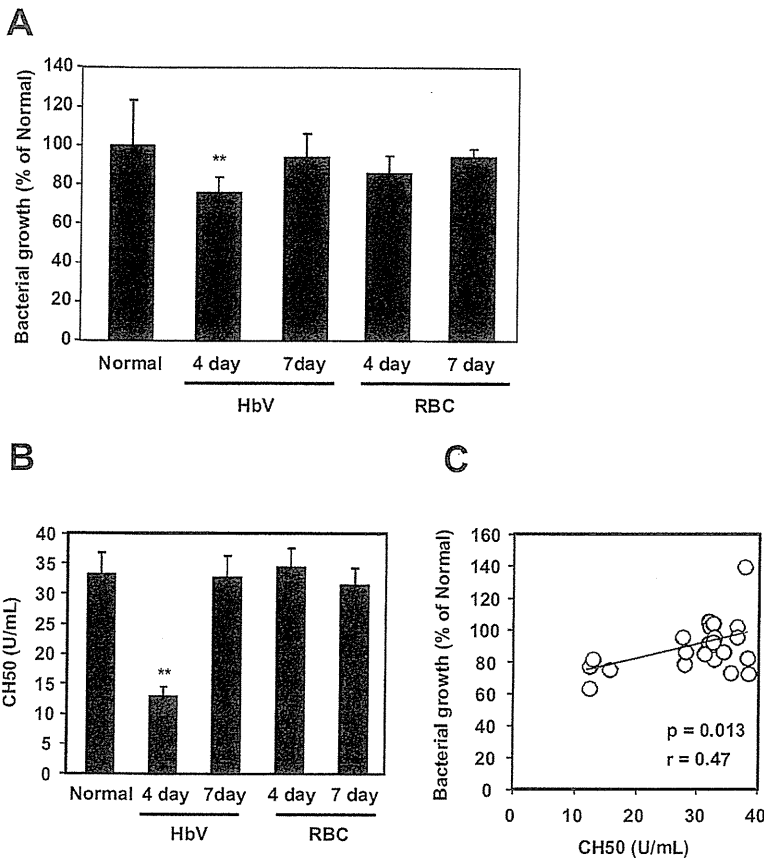 A
Bacterial growth (% of Normal)
140
120
100
80
60
40
20
0
**
Normal 4 day 7day 4 day 7 day
HbV RBC
B
CH50 (U/mL)
40
35
30
25
20
15
10
5
0
**
Normal 4 day 7day 4 day 7 day
HbV RBC
C
Bacterial growth (% of Normal)
160
140
120
100
80
60
40
20
0
p = 0.013
r = 0.47
0 10 20 30 40
CH50 (U/mL)